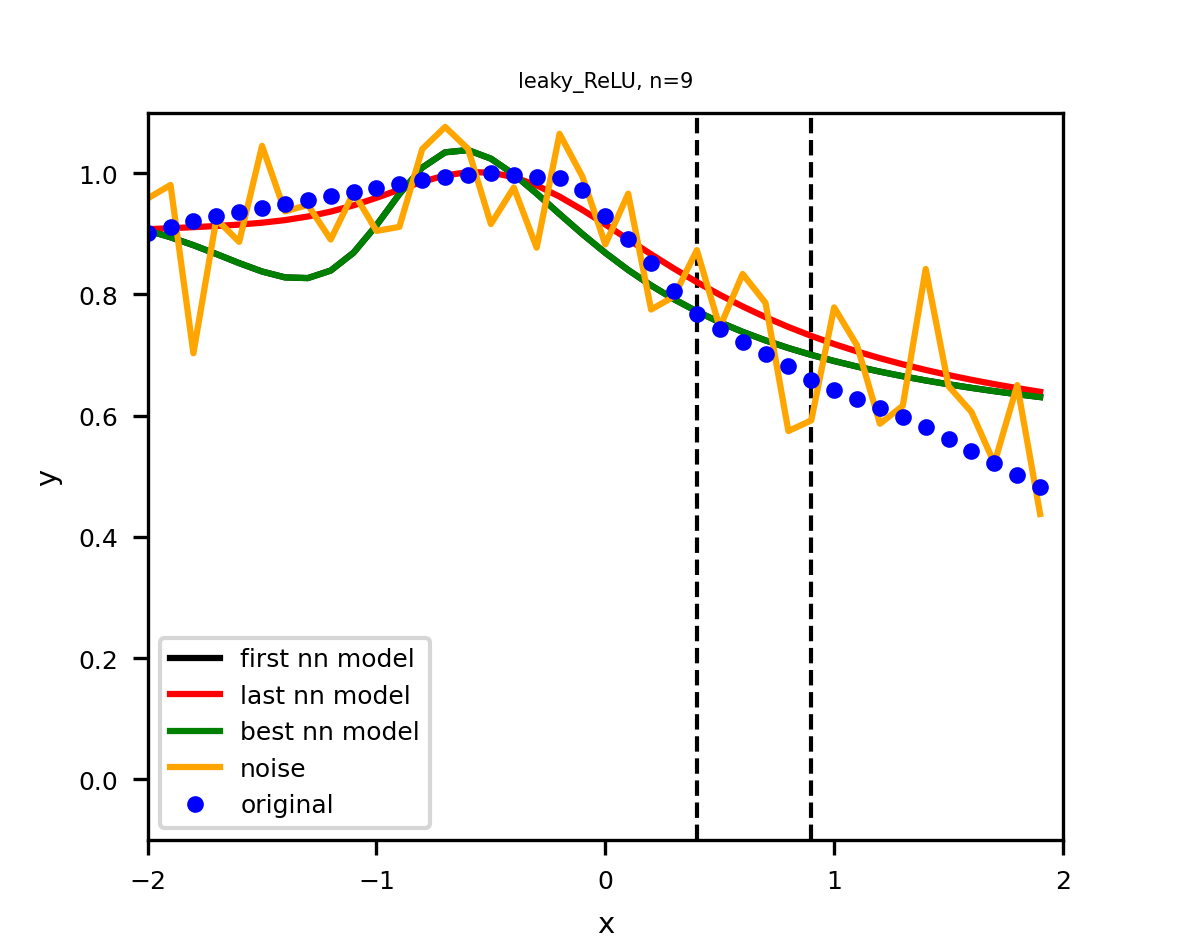 leaky_ReLU, n=9
1.0
0.8
0.6
0.4
0.2
0.0
y
first nn model
last nn model
best nn model
noise
original
−2
−1
0
1
2
x